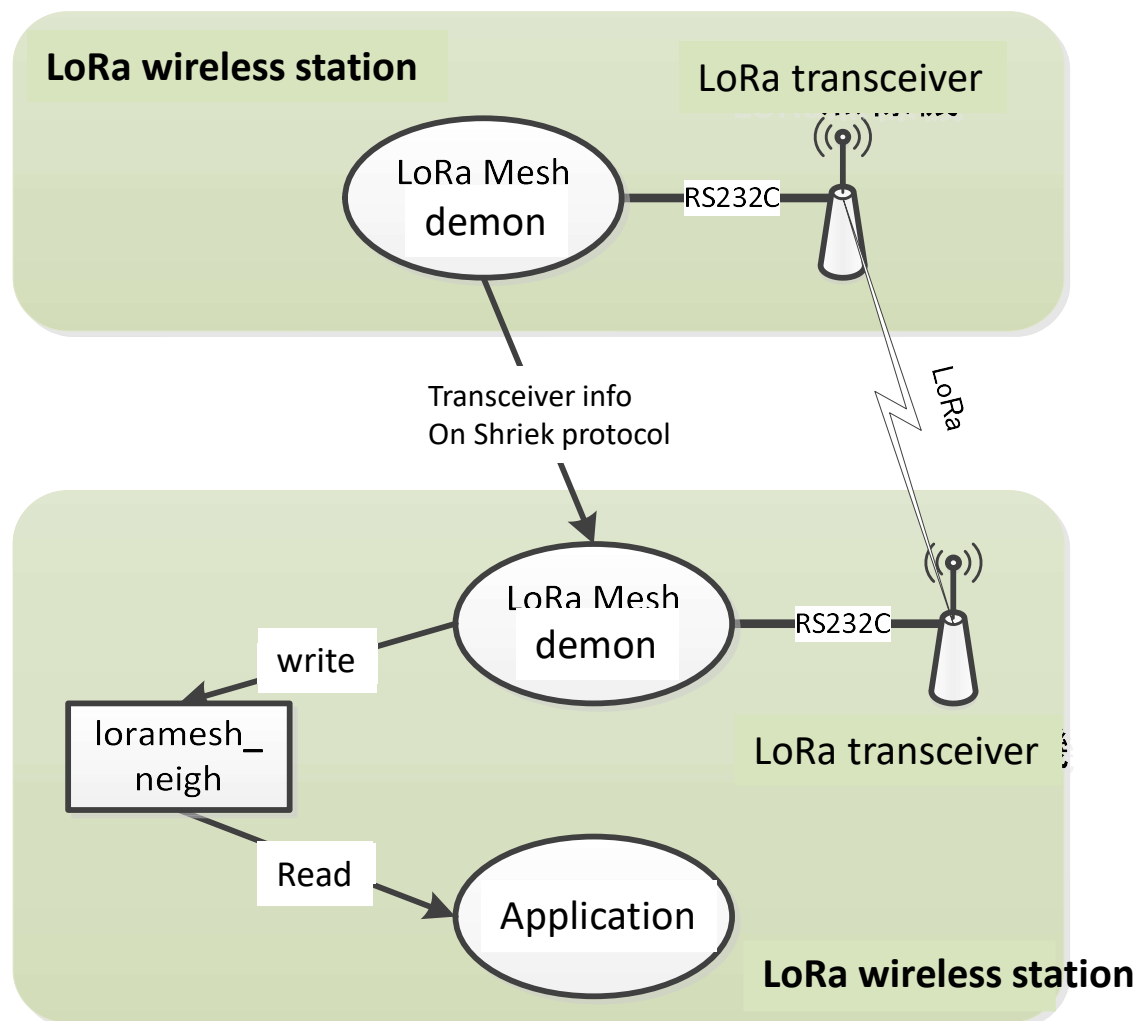 LoRa wireless station
LoRa transceiver
LoRa Mesh
demon
RS232C
Transceiver info
On Shriek protocol
LoRa
LoRa Mesh
demon
RS232C
write
loramesh_
neigh
LoRa transceiver
Read
Application
LoRa wireless station